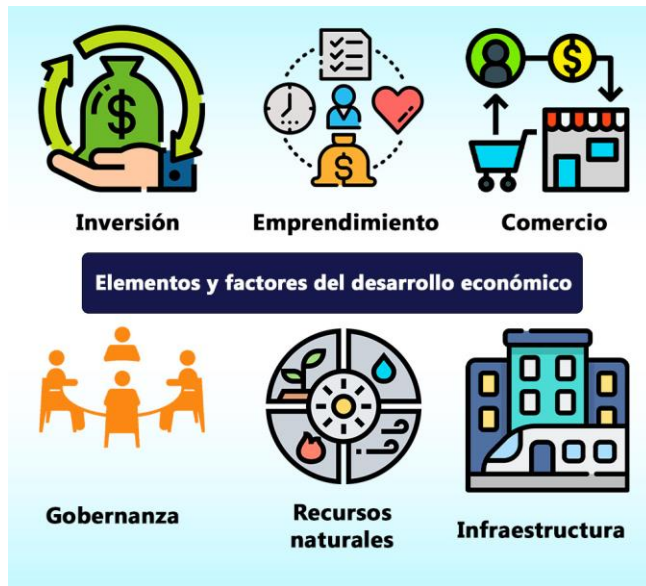 $
$
$
Inversión
Emprendimiento
Comercio
Elementos y factores del desarrollo económico
Gobernanza
Recursos
naturales
Infraestructura